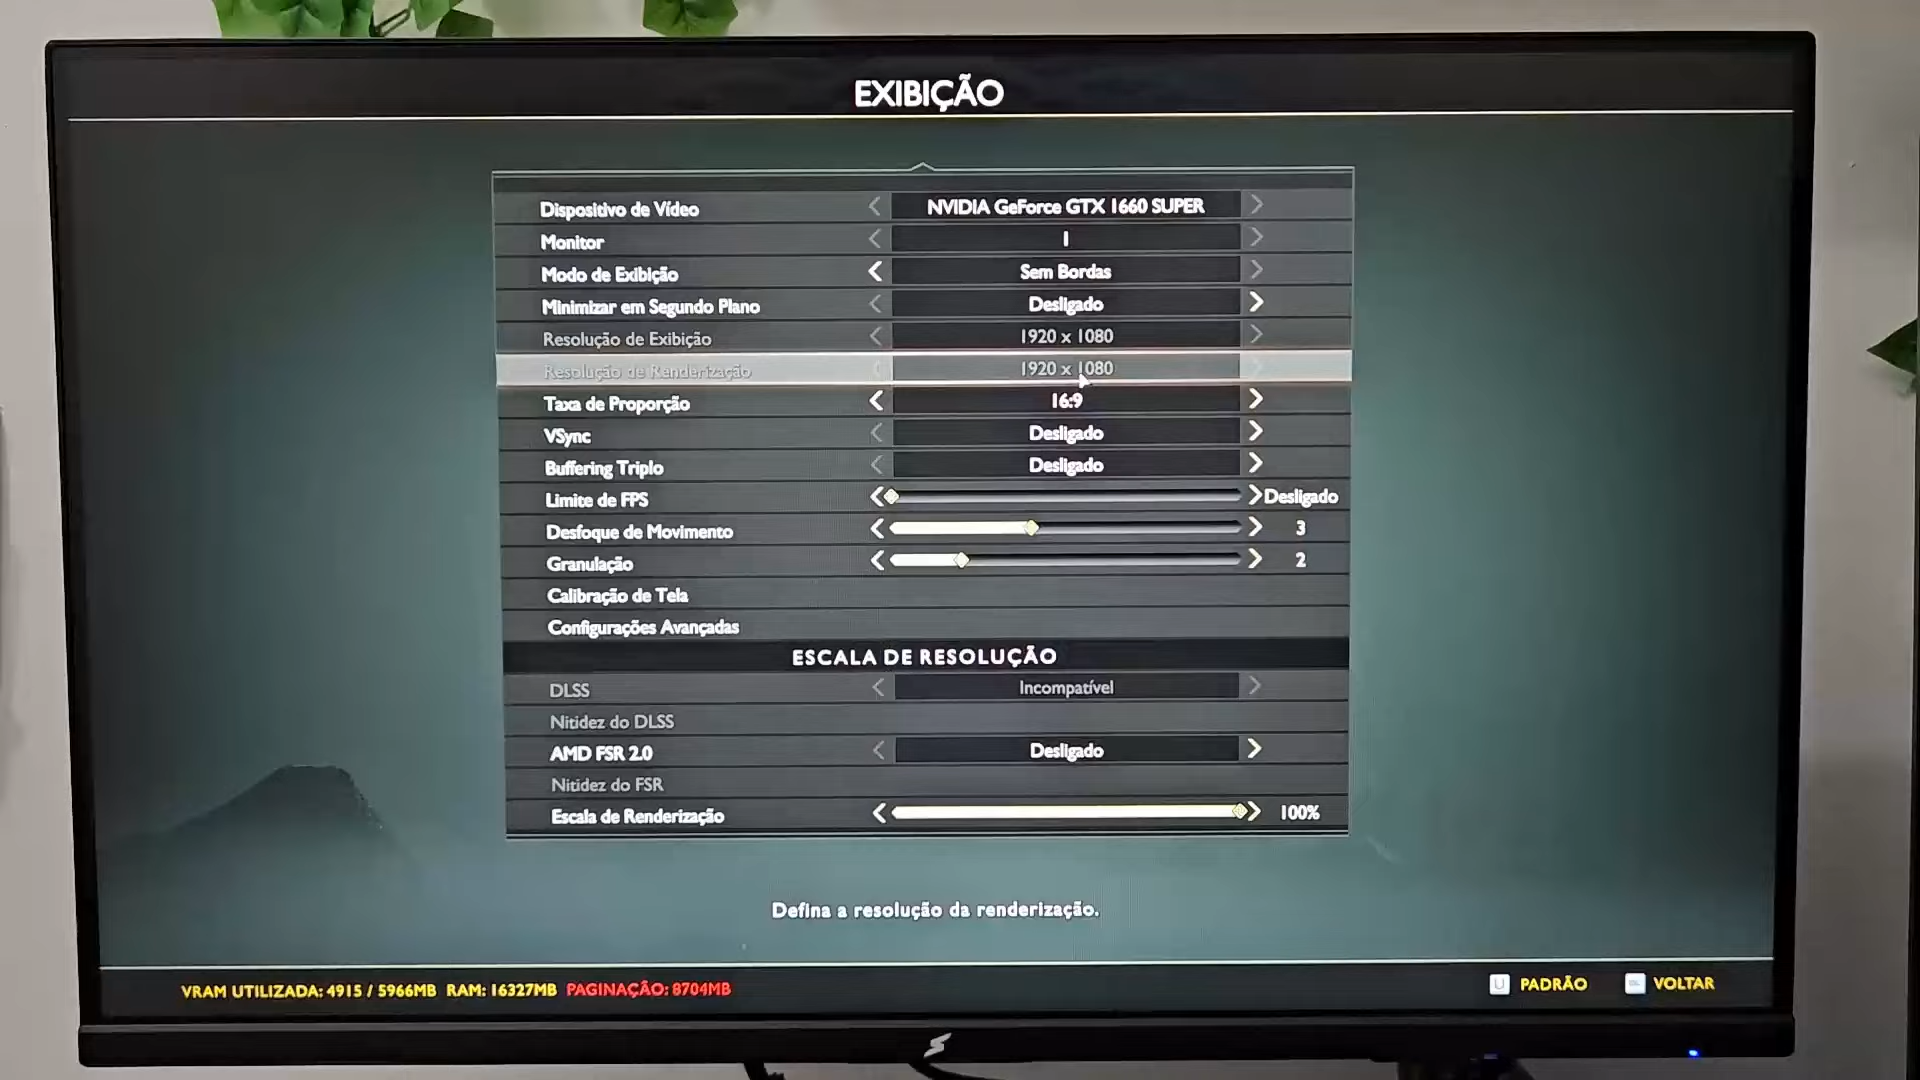 EXIBIÇÃO
Dispositivo de Vídeo NVIDIA GeForce GTX 1660 SUPER
Monitor 1
Modo de Exibição Sem Bordas
Minimizar em Segundo Plano Desligado
Resolução de Exibição 1920 x 1080
Resolução de Renderização 1920 x 1080
Taxa de Proporção 16:9
VSync Desligado
Buffering Triplo Desligado
Limite de FPS Desligado
Desfoque de Movimento 3
Granulação 2
Calibração de Tela
Configurações Avançadas
ESCALA DE RESOLUÇÃO
DLSS Incompatível
Nitidez do DLSS
AMD FSR 2.0 Desligado
Nitidez do FSR
Escala de Renderização 100%
Defina a resolução da renderização.
VRAM UTILIZADA: 4915 / 5966MB RAM: 16327MB PAGINAÇÃO: 8704MB
U PADRÃO VOLTAR